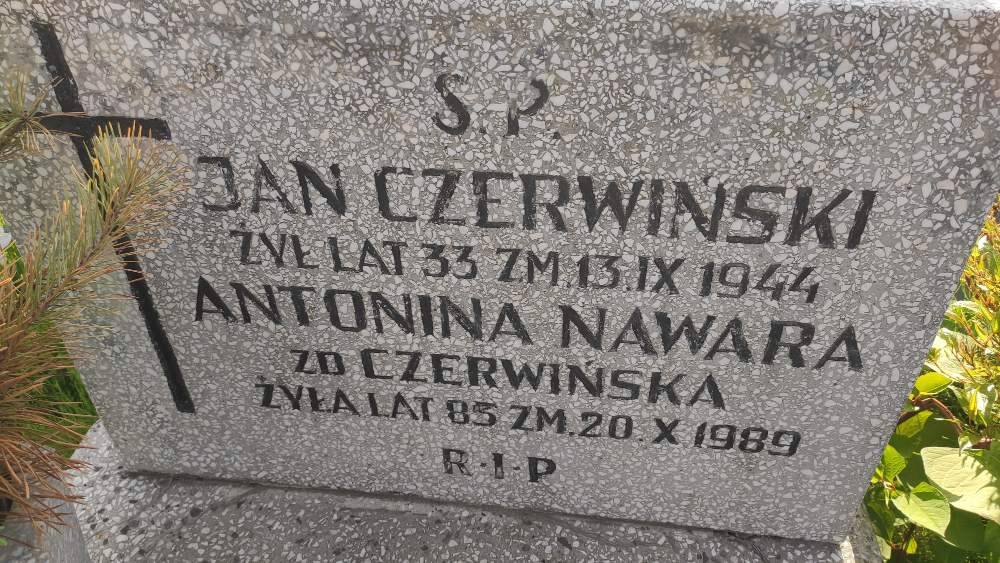 Ś.P.
JAN CZERWIŃSKI
ŻYŁ LAT 33 ZM.13.IX 1944
ANTONINA NAWARA
ZD CZERWIŃSKA
ŻYŁA LAT 85 ZM.20.X 1989
R·I·P